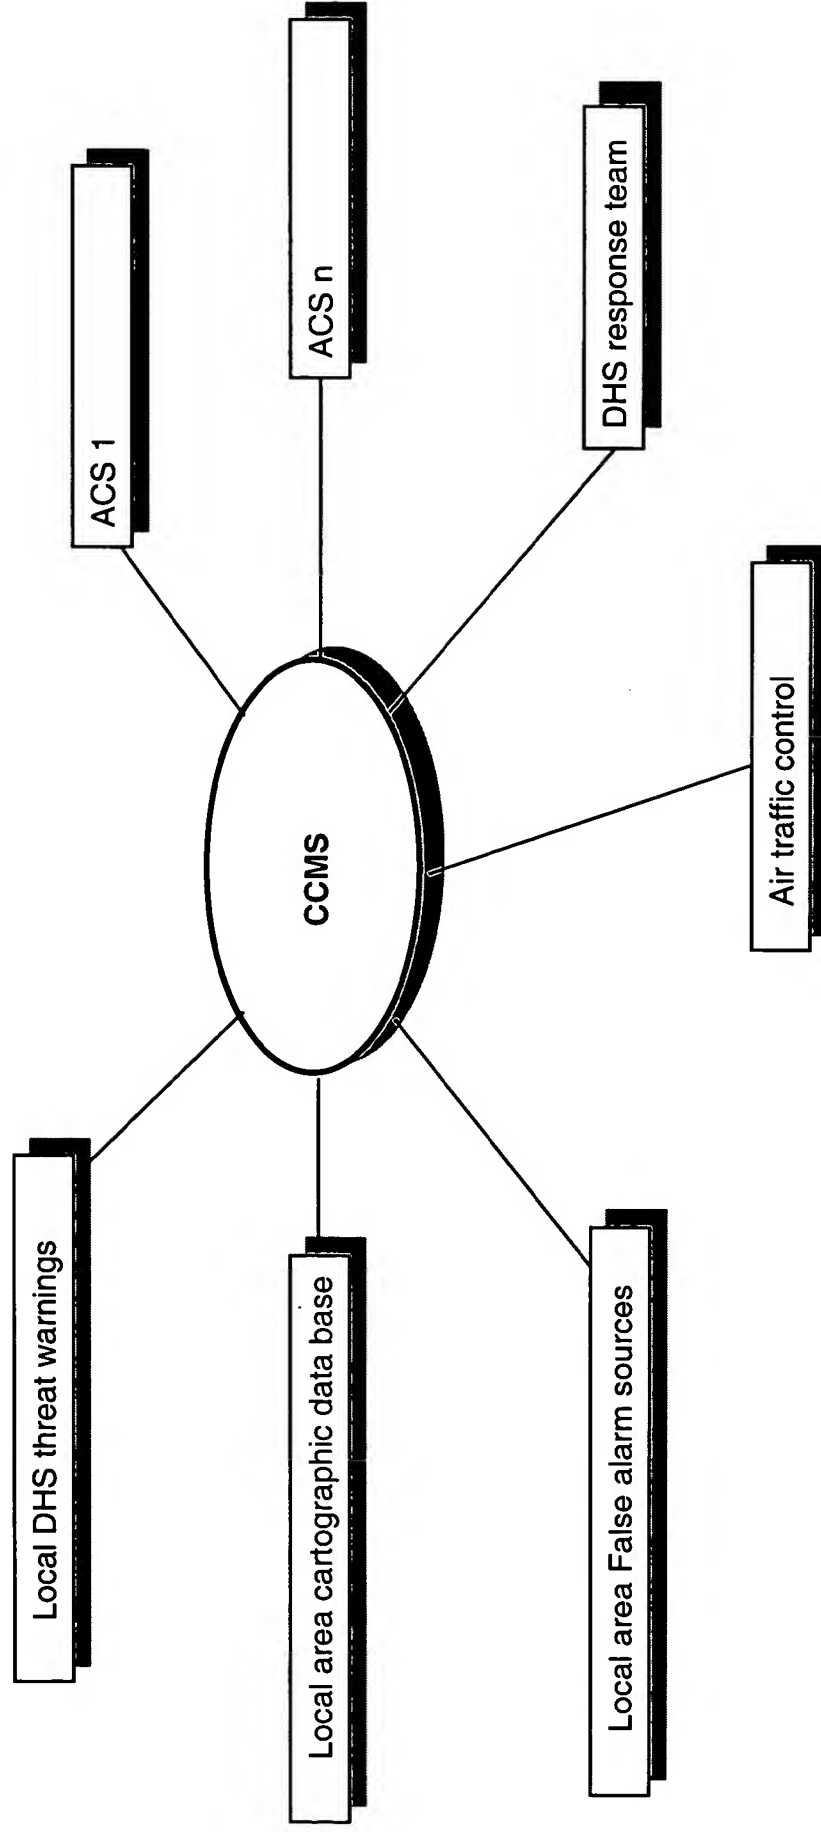 Local DHS threat warnings
ACS 1
Local area cartographic data base
CCMS
ACS n
Local area False alarm sources
DHS response team
Air traffic control